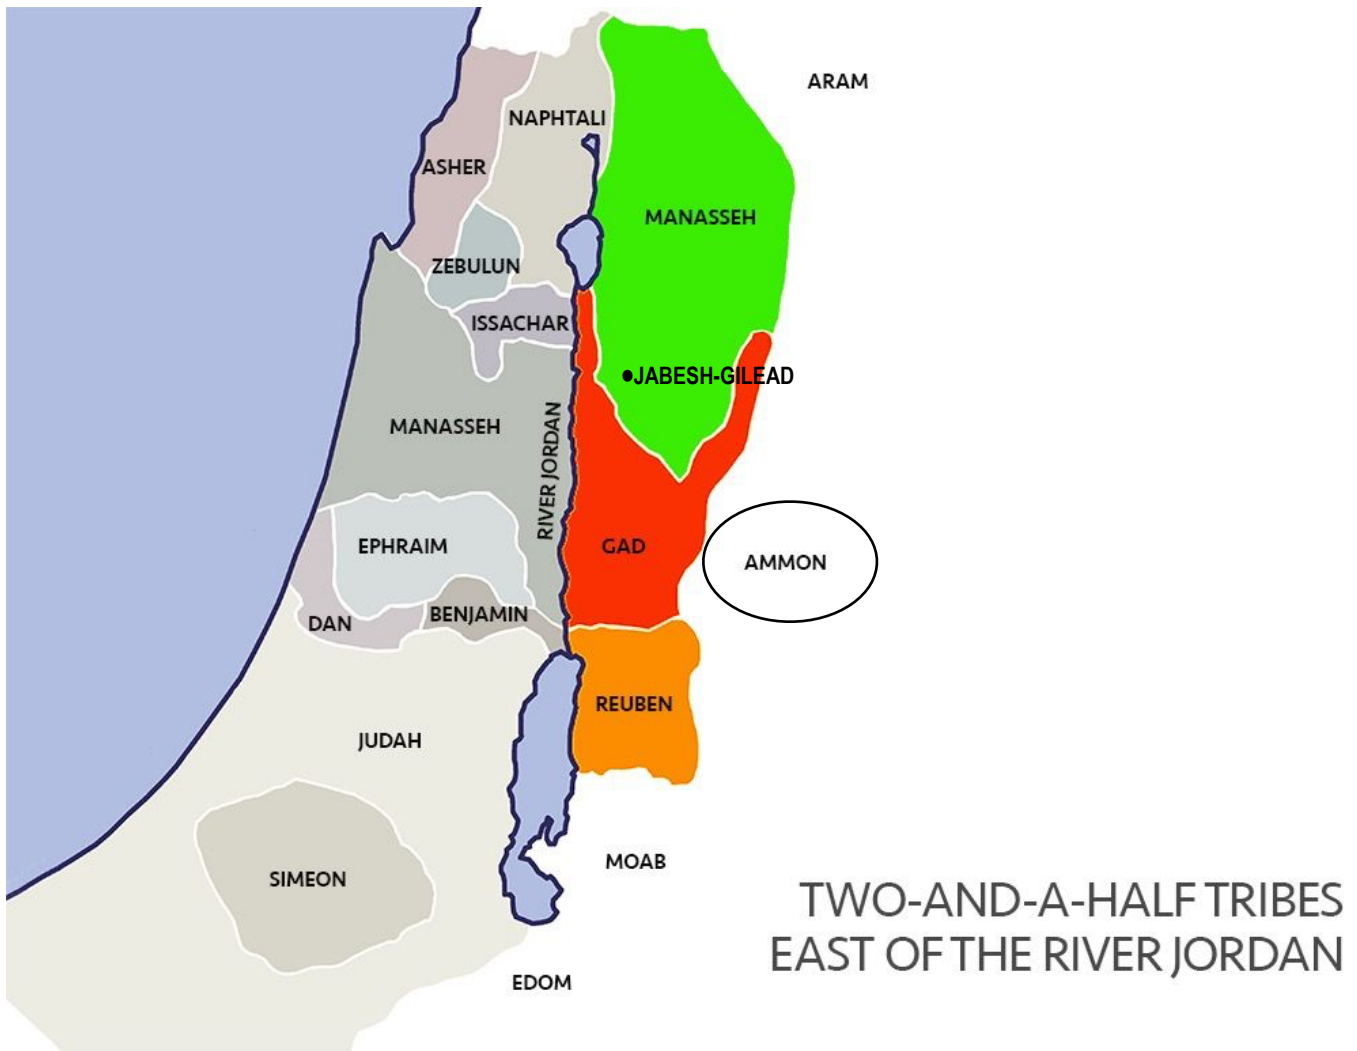 ARAM
NAPHTALI
ASHER
MANASSEH
ZEBULUN
ISSACHAR
•JABESH-GILEAD
MANASSEH
RIVER JORDAN
EPHRAIM
GAD
AMMON
BENJAMIN
DAN
REUBEN
JUDAH
MOAB
SIMEON
TWO-AND-A-HALF TRIBES
EAST OF THE RIVER JORDAN
EDOM